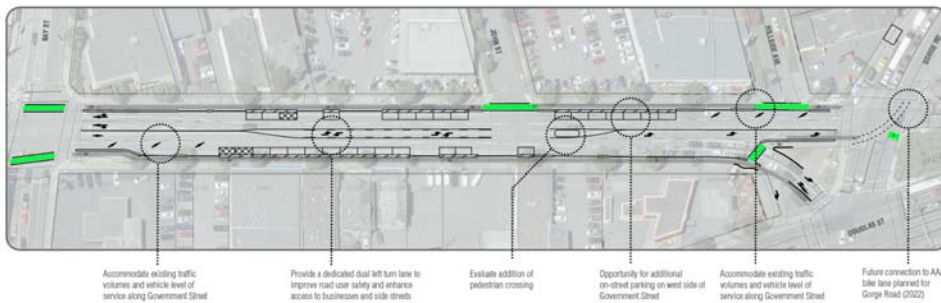 BAY ST
JOHN ST
HILLSIDE AVE
GORGE RD
DOUGLAS ST
Accommodate existing traffic
volumes and vehicle level of
service along Government Street
Provide a dedicated dual left turn lane to
improve road user safety and enhance
access to businesses and side streets
Evaluate addition of
pedestrian crossing
Opportunity for additional
on-street parking on west side of
Government Street
Accommodate existing traffic
volumes and vehicle level of
service along Government Street
Future connection to AA
bike lane planned for
Gorge Road (2022)